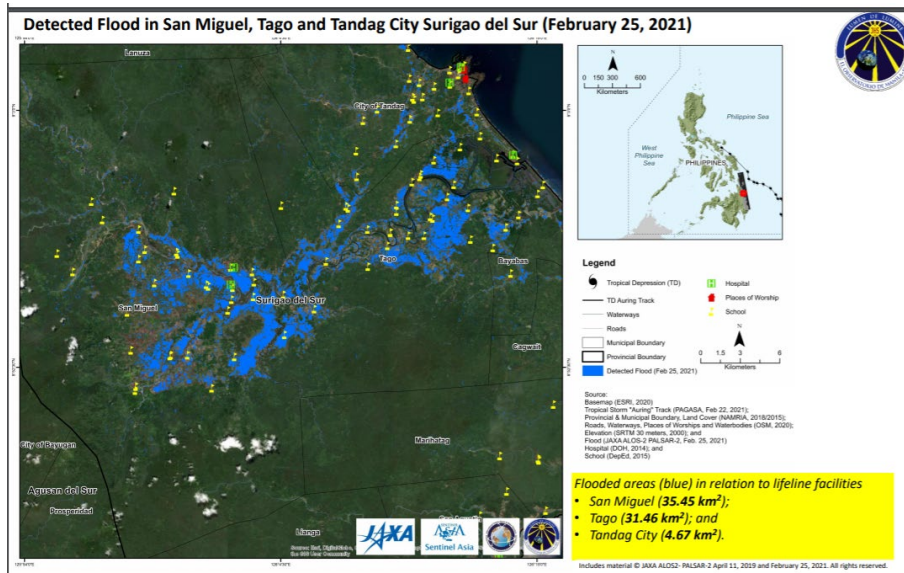 Detected Flood in San Miguel, Tago and Tandag City Surigao del Sur (February 25, 2021)
Lanuza
City of Tandag
Tago
Bayabas
Surigao del Sur
San Miguel
Cagwait
City of Bayugan
Marihatag
Agusan del Sur
Prosperidad
Lianga
JAXA
Sentinel Asia
N
0 150 300 600
Kilometers
Philippine Sea
West
Philippine
Sea
PHILIPPINES
Legend
Tropical Depression (TD)
TD Auring Track
Waterways
Roads
Municipal Boundary
Provincial Boundary
Detected Flood (Feb 25, 2021)
H Hospital
Places of Worship
School
N
0 3 6
Kilometers
Source:
Basemap (ESRI, 2020)
Tropical Storm "Auring" Track (PAGASA, Feb 22, 2021);
Provincial & Municipal Boundary, Land Cover (NAMRIA, 2018/2015);
Roads, Waterways, Places of Worships and Waterbodies (OSM, 2020);
Elevation (SRTM 30 meters, 2000); and
Flood (JAXA ALOS-2 PALSAR-2, Feb. 25, 2021)
Hospital (DOH, 2014); and
School (DepEd, 2015)
Flooded areas (blue) in relation to lifeline facilities
• San Miguel (35.45 km²);
• Tago (31.46 km²); and
• Tandag City (4.67 km²).
Includes material © JAXA ALOS2- PALSAR-2 April 11, 2019 and February 25, 2021. All rights reserved.